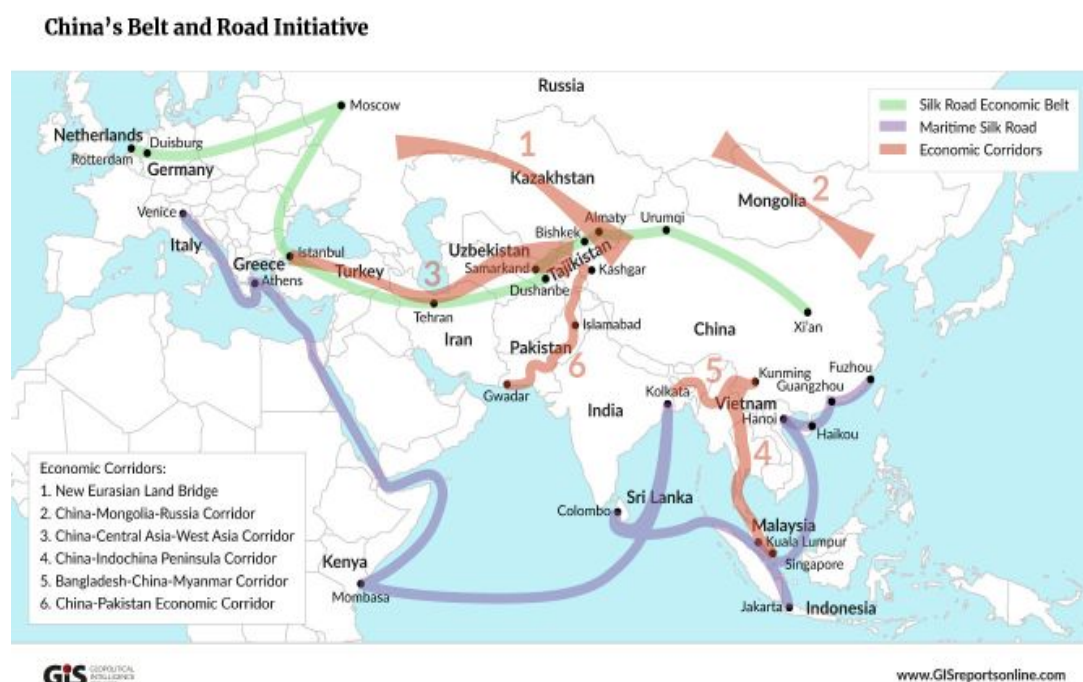 China's Belt and Road Initiative
Russia
Moscow
Silk Road Economic Belt
Maritime Silk Road
Economic Corridors
Netherlands
Duisburg
Rotterdam
Germany
1
Kazakhstan
2
Mongolia
Venice
Italy
Almaty
Urumqi
Bishkek
Istanbul
Greece
Athens
Turkey
3
Uzbekistan
Samarkand
Tajikistan
Kashgar
Dushanbe
Tehran
Iran
Islamabad
China
Xi'an
Pakistan
6
Gwadar
5
Kunming
Fuzhou
Guangzhou
Kolkata
India
Vietnam
Hanoi
Haikou
4
Economic Corridors:
1. New Eurasian Land Bridge
2. China-Mongolia-Russia Corridor
3. China-Central Asia-West Asia Corridor
4. China-Indochina Peninsula Corridor
5. Bangladesh-China-Myanmar Corridor
6. China-Pakistan Economic Corridor
Sri Lanka
Colombo
Malaysia
Kuala Lumpur
Singapore
Kenya
Mombasa
Jakarta
Indonesia
GIS
GEOPOLITICAL
INTELLIGENCE
www.GISreportsonline.com